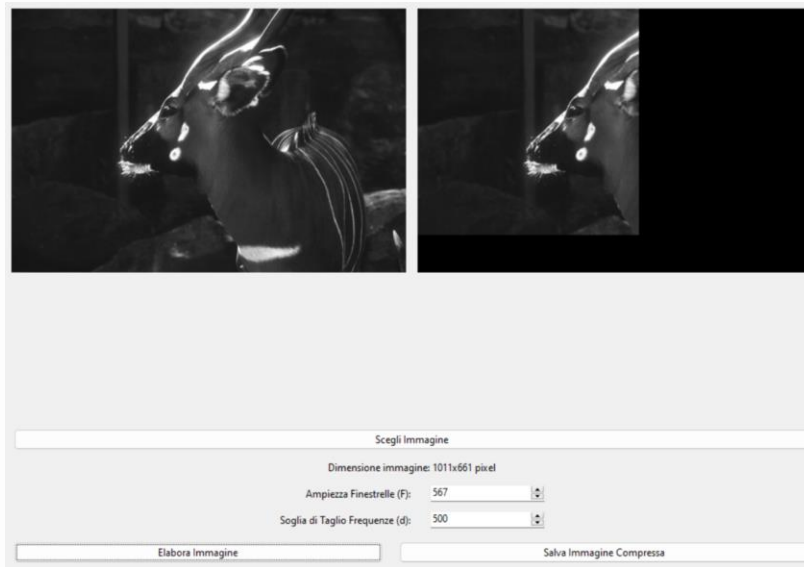 Scegli Immagine
Dimensione immagine: 1011x661 pixel
Ampiezza Finestrelle (F): 567
Soglia di Taglio Frequenze (d): 500
Elabora Immagine Salva Immagine Compressa